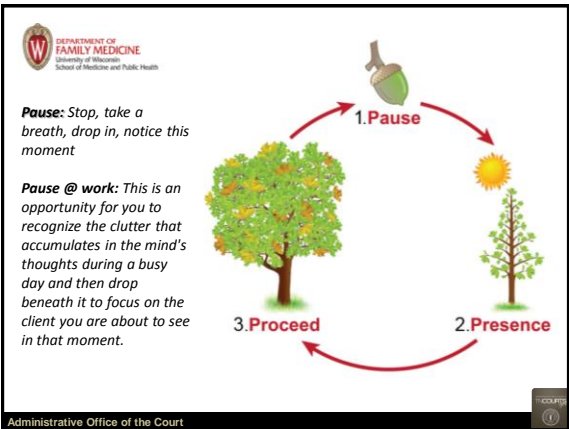 DEPARTMENT OF
FAMILY MEDICINE
University of Wisconsin
School of Medicine and Public Health
Pause: Stop, take a
breath, drop in, notice this
moment
Pause @ work: This is an
opportunity for you to
recognize the clutter that
accumulates in the mind's
thoughts during a busy
day and then drop
beneath it to focus on the
client you are about to see
in that moment.
1.Pause
2.Presence
3.Proceed
TNCOURTS
Administrative Office of the Court